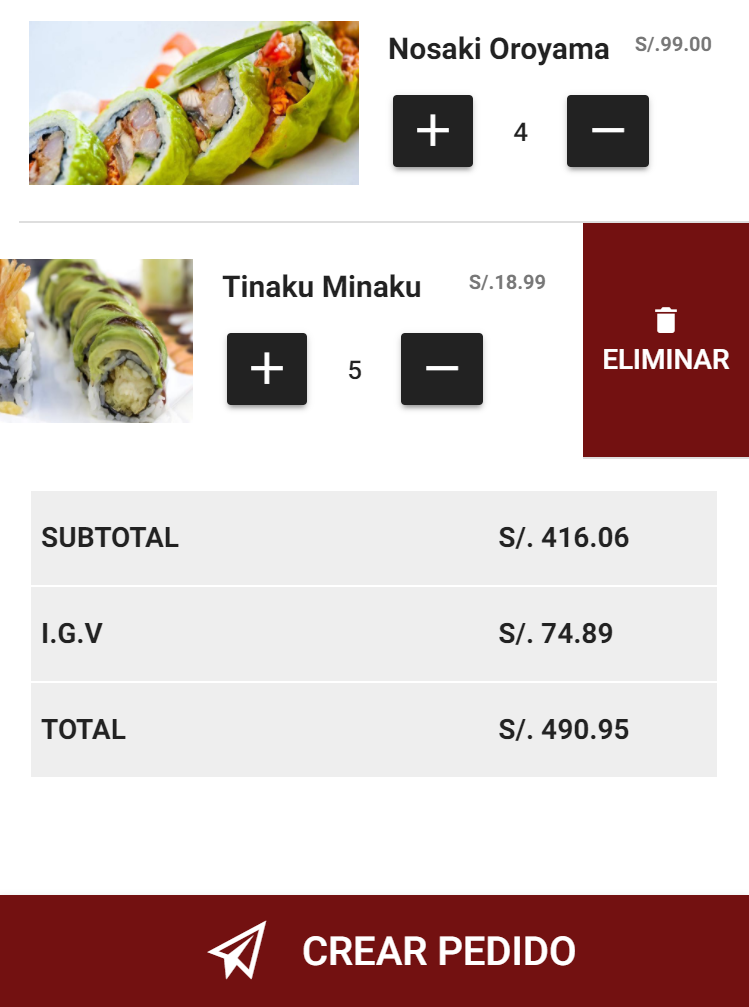 Nosaki Oroyama S/.99.00
4
Tinaku Minaku S/.18.99
5
ELIMINAR
SUBTOTAL S/. 416.06
I.G.V S/. 74.89
TOTAL S/. 490.95
CREAR PEDIDO